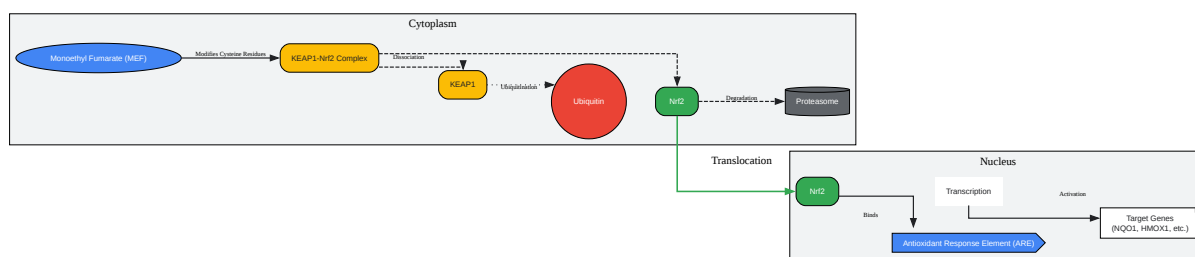 Cytoplasm
Monoethyl Fumarate (MEF)
Modifies Cysteine Residues
KEAP1-Nrf2 Complex
Dissociation
KEAP1
Ubiquitination
Ubiquitin
Nrf2
Degradation
Proteasome
Translocation
Nucleus
Nrf2
Binds
Transcription
Activation
Antioxidant Response Element (ARE)
Target Genes
(NQO1, HMOX1, etc.)